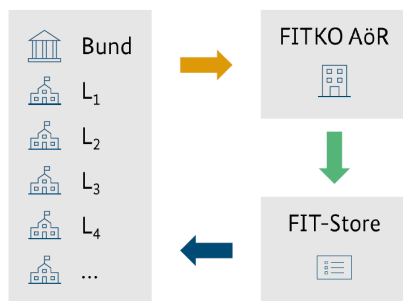 Bund
L₁
L₂
L₃
L₄
...
FITKO AöR
FIT-Store